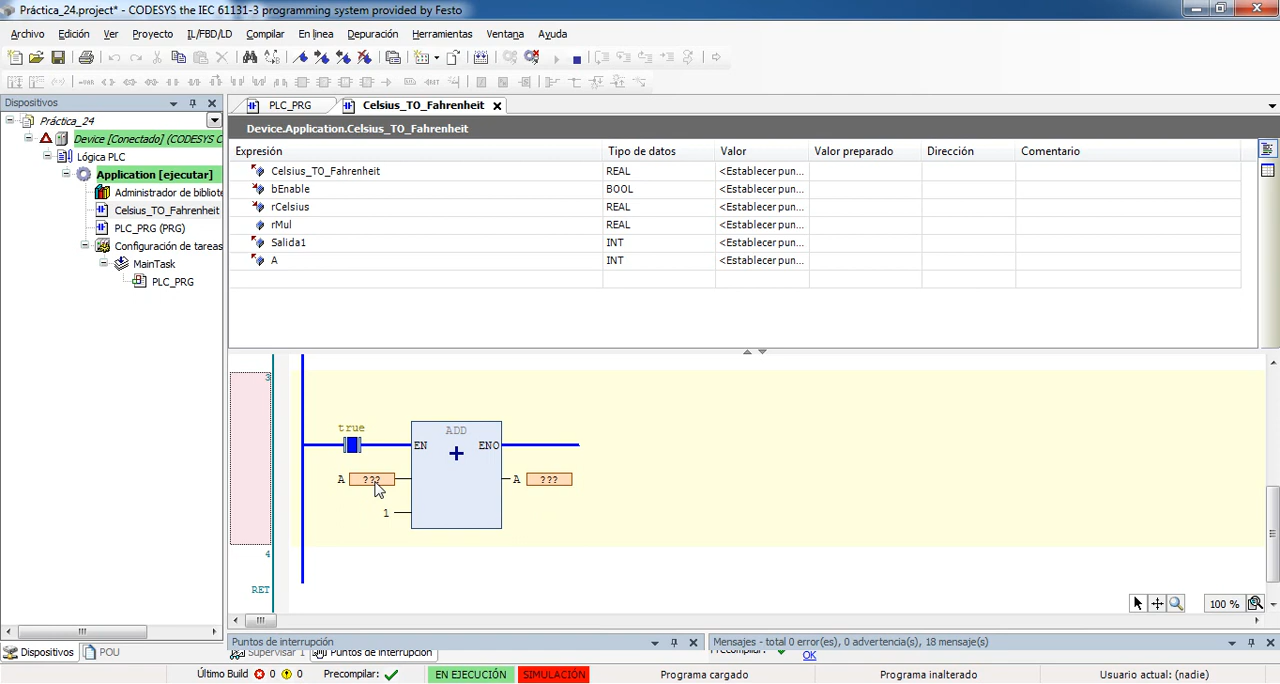 Práctica_24.project* - CODESYS the IEC 61131-3 programming system provided by Festo
Archivo Edición Ver Proyecto IL/FBD/LD Compilar En línea Depuración Herramientas Ventana Ayuda
Dispositivos
PLC_PRG Celsius_TO_Fahrenheit
Práctica_24
Device [Conectado] (CODESYS C
Lógica PLC
Application [ejecutar]
Administrador de bibliote
Celsius_TO_Fahrenheit
PLC_PRG (PRG)
Configuración de tareas
MainTask
PLC_PRG
Device.Application.Celsius_TO_Fahrenheit
Expresión Tipo de datos Valor Valor preparado Dirección Comentario
Celsius_TO_Fahrenheit REAL <Establecer pun...
bEnable BOOL <Establecer pun...
rCelsius REAL <Establecer pun...
rMul REAL <Establecer pun...
Salida1 INT <Establecer pun...
A INT <Establecer pun...
3
true
ADD
EN ENO
A ??? A ???
1
4
RET
100 %
Puntos de interrupción
Mensajes - total 0 error(es), 0 advertencia(s), 18 mensaje(s)
Dispositivos POU
Supervisar 1 Puntos de interrupción
Precompilar: OK
Último Build 0 0 Precompilar: EN EJECUCIÓN SIMULACIÓN Programa cargado Programa inalterado Usuario actual: (nadie)